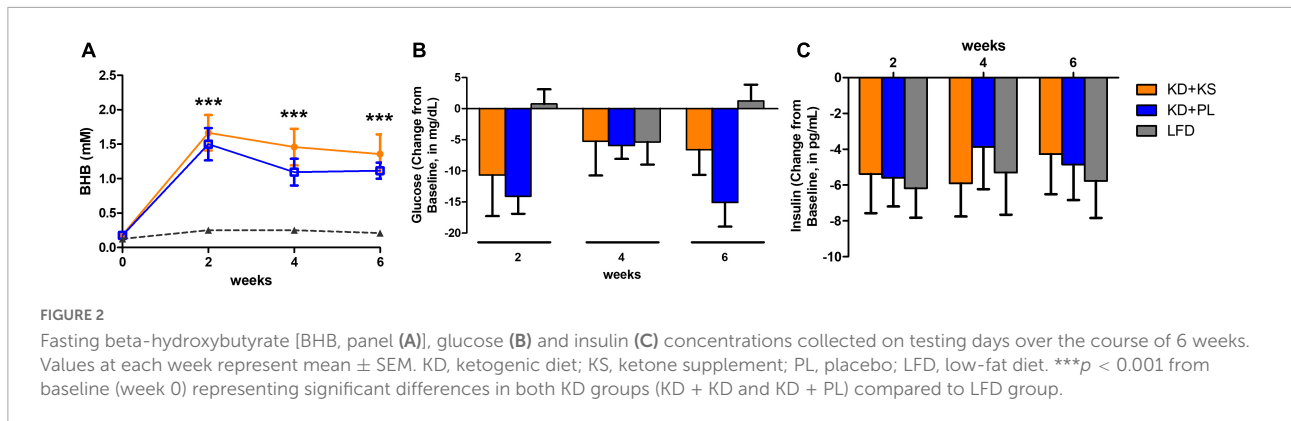 A
BHB (mM)
2.5
2.0
1.5
1.0
0.5
0.0
***
***
***
0
2
4
6
weeks
B
Glucose (Change from
Baseline, in mg/dL)
5
0
-5
-10
-15
-20
2
4
6
weeks
C
weeks
2
4
6
Insulin (Change from
Baseline, in pg/mL)
0
-2
-4
-6
-8
-10
KD+KS
KD+PL
LFD
FIGURE 2
Fasting beta-hydroxybutyrate [BHB, panel (A)], glucose (B) and insulin (C) concentrations collected on testing days over the course of 6 weeks.
Values at each week represent mean ± SEM. KD, ketogenic diet; KS, ketone supplement; PL, placebo; LFD, low-fat diet. ***p < 0.001 from
baseline (week 0) representing significant differences in both KD groups (KD + KD and KD + PL) compared to LFD group.